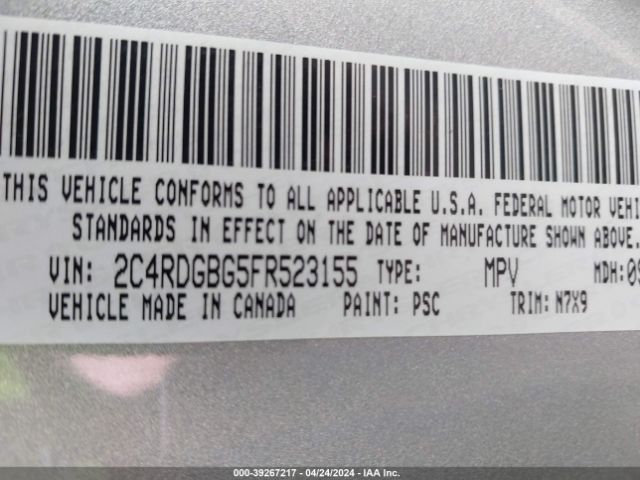 THIS VEHICLE CONFORMS TO ALL APPLICABLE U.S.A. FEDERAL MOTOR
STANDARDS IN EFFECT ON THE DATE OF MANUFACTURE SHOWN ABOVE.
VIN: 2C4RDGBG5FR523155 TYPE: MPV MDH:
VEHICLE MADE IN CANADA PAINT: PSC TRIM: N7X9
000-39267217 - 04/24/2024 - IAA Inc.